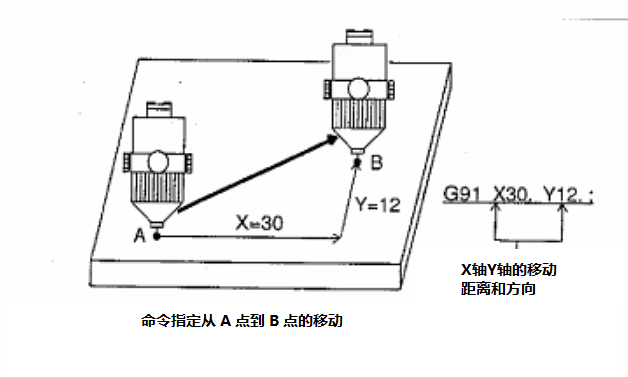 B
Y=12
A
X=30
G91 X30. Y12. ;
X轴Y轴的移动
距离和方向
命令指定从 A 点到 B 点的移动